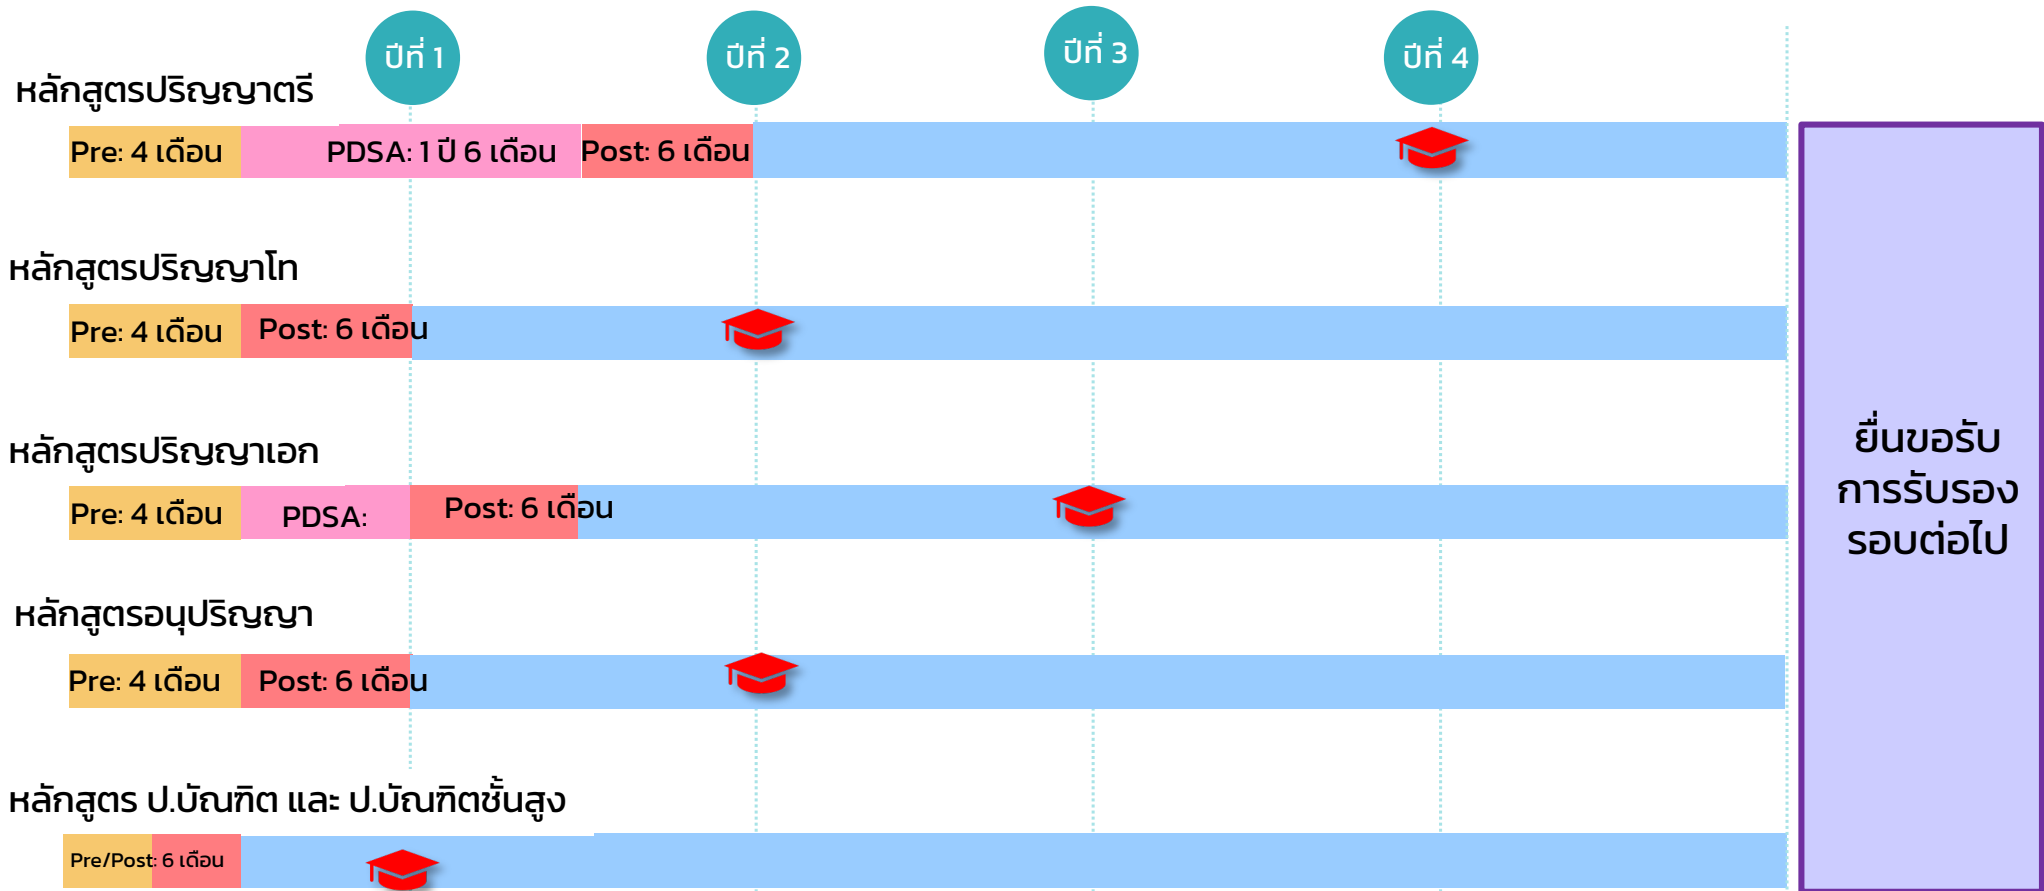 ปีที่ 1
ปีที่ 2
ปีที่ 3
ปีที่ 4
หลักสูตรปริญญาตรี
Pre: 4 เดือน
PDSA: 1 ปี 6 เดือน
Post: 6 เดือน
หลักสูตรปริญญาโท
Pre: 4 เดือน
Post: 6 เดือน
หลักสูตรปริญญาเอก
Pre: 4 เดือน
PDSA:
Post: 6 เดือน
หลักสูตรอนุปริญญา
Pre: 4 เดือน
Post: 6 เดือน
หลักสูตร ป.บัณฑิต และ ป.บัณฑิตชั้นสูง
Pre/Post: 6 เดือน
ยื่นขอรับ
การรับรอง
รอบต่อไป